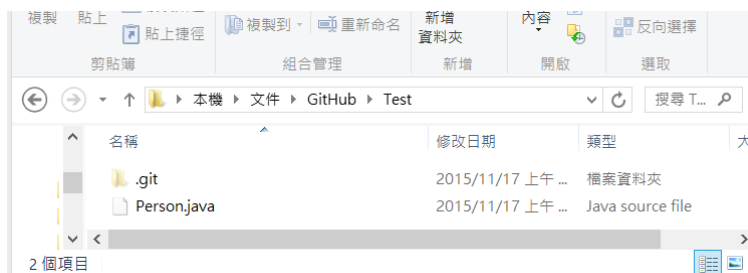 複製 貼上 複製到 重新命名 新增 資料夾 內容 反向選擇
貼上捷徑
剪貼簿 組合管理 新增 開啟 選取
本機 文件 GitHub Test 搜尋 T...
名稱 修改日期 類型
.git 2015/11/17 上午 ... 檔案資料夾
Person.java 2015/11/17 上午 ... Java source file
2 個項目